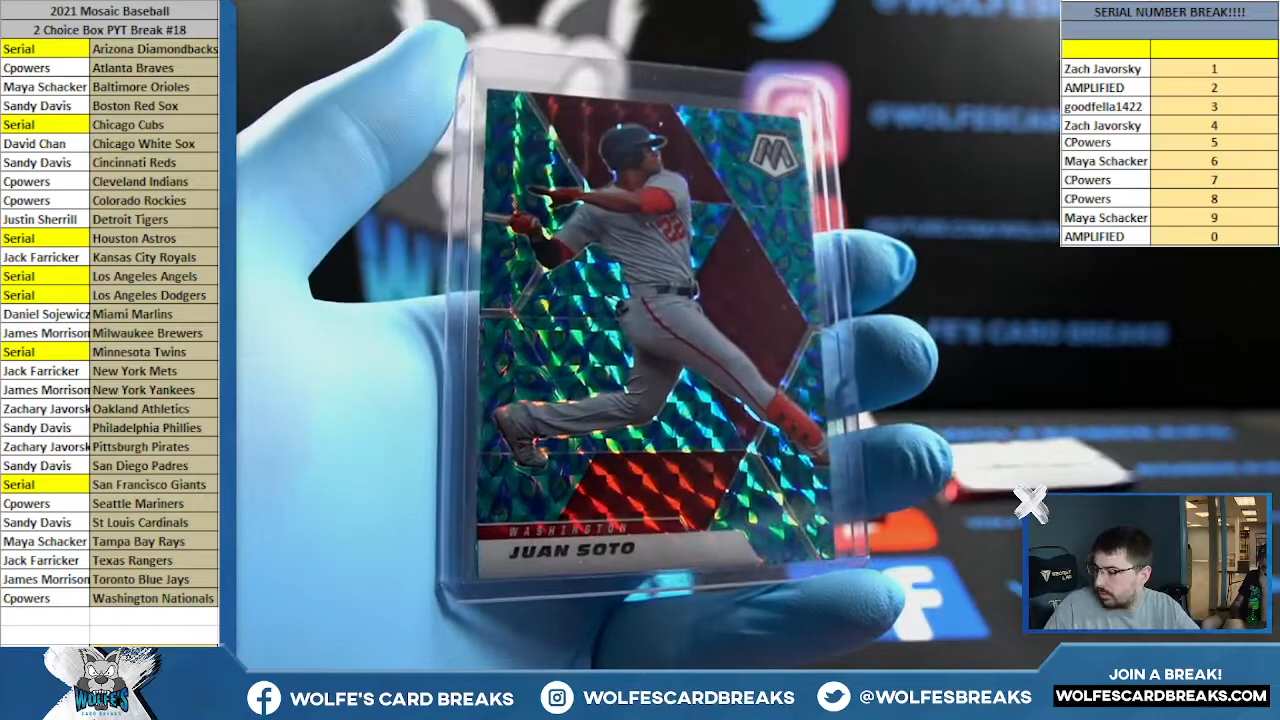 2021 Mosaic Baseball
2 Choice Box PYT Break #18
Serial Arizona Diamondbacks
Cpowers Atlanta Braves
Maya Schacker Baltimore Orioles
Sandy Davis Boston Red Sox
Serial Chicago Cubs
David Chan Chicago White Sox
Sandy Davis Cincinnati Reds
Cpowers Cleveland Indians
Cpowers Colorado Rockies
Justin Sherrill Detroit Tigers
Serial Houston Astros
Jack Farricker Kansas City Royals
Serial Los Angeles Angels
Serial Los Angeles Dodgers
Daniel Sojewicz Miami Marlins
James Morrison Milwaukee Brewers
Serial Minnesota Twins
Jack Farricker New York Mets
James Morrison New York Yankees
Zachary Javorsk Oakland Athletics
Sandy Davis Philadelphia Phillies
Zachary Javorsk Pittsburgh Pirates
Sandy Davis San Diego Padres
Serial San Francisco Giants
Cpowers Seattle Mariners
Sandy Davis St Louis Cardinals
Maya Schacker Tampa Bay Rays
Jack Farricker Texas Rangers
James Morrison Toronto Blue Jays
Cpowers Washington Nationals
SERIAL NUMBER BREAK!!!!
Zach Javorsky 1
AMPLIFIED 2
goodfella1422 3
Zach Javorsky 4
CPowers 5
Maya Schacker 6
CPowers 7
CPowers 8
Maya Schacker 9
AMPLIFIED 0
M
22
WASHINGTON
JUAN SOTO
WOLFE'S
CARD BREAKS
WOLFE'S CARD BREAKS
WOLFESCARDBREAKS
@WOLFESBREAKS
JOIN A BREAK!
WOLFESCARDBREAKS.COM